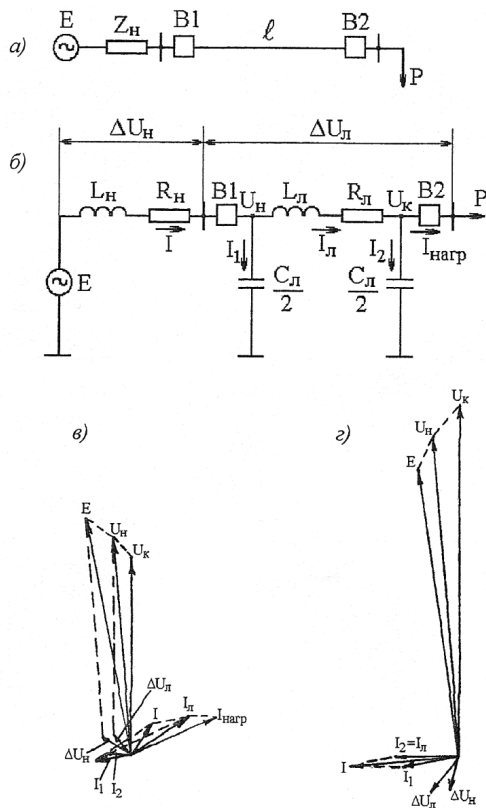 а)
E Zн B1 ℓ B2
P
б)
ΔUн ΔUл
Lн Rн B1 Uн Lл Rл Uк B2 P
I I1 Iл I2 Iнагр
E Cл/2 Cл/2
в) г)
Uк
Uн
E
E Uн
Uк
ΔUл
I Iл Iнагр
ΔUн
I1 I2
I2=Iл
I I1
ΔUл ΔUн